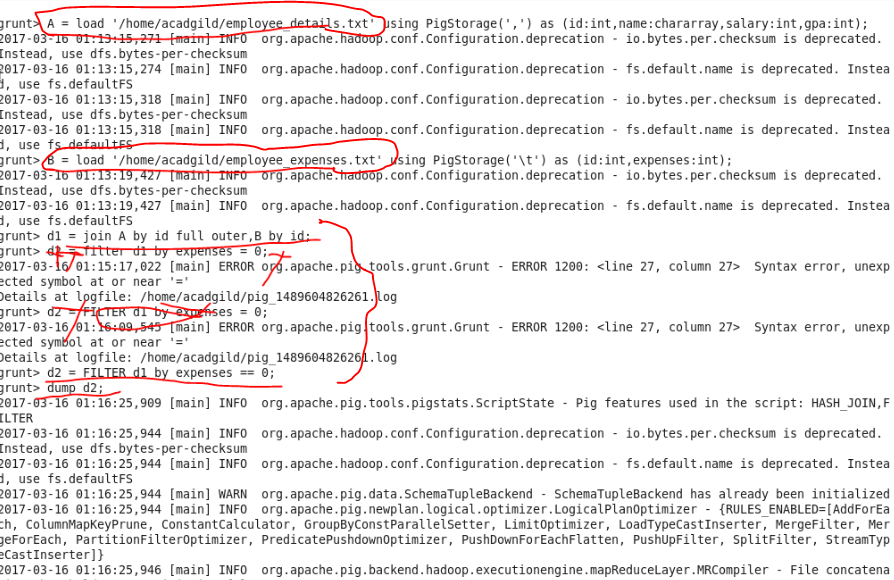 grunt> A = load '/home/acadgild/employee_details.txt' using PigStorage(',') as (id:int,name:chararray,salary:int,gpa:int);
2017-03-16 01:13:15,271 [main] INFO  org.apache.hadoop.conf.Configuration.deprecation - io.bytes.per.checksum is deprecated.
Instead, use dfs.bytes-per-checksum
2017-03-16 01:13:15,274 [main] INFO  org.apache.hadoop.conf.Configuration.deprecation - fs.default.name is deprecated. Instea
d, use fs.defaultFS
2017-03-16 01:13:15,318 [main] INFO  org.apache.hadoop.conf.Configuration.deprecation - io.bytes.per.checksum is deprecated.
Instead, use dfs.bytes-per-checksum
2017-03-16 01:13:15,318 [main] INFO  org.apache.hadoop.conf.Configuration.deprecation - fs.default.name is deprecated. Instea
d, use fs.defaultFS
grunt> B = load '/home/acadgild/employee_expenses.txt' using PigStorage('\t') as (id:int,expenses:int);
2017-03-16 01:13:19,427 [main] INFO  org.apache.hadoop.conf.Configuration.deprecation - io.bytes.per.checksum is deprecated.
Instead, use dfs.bytes-per-checksum
2017-03-16 01:13:19,427 [main] INFO  org.apache.hadoop.conf.Configuration.deprecation - fs.default.name is deprecated. Instea
d, use fs.defaultFS
grunt> d1 = join A by id full outer,B by id;
grunt> d2 = filter d1 by expenses = 0;
2017-03-16 01:15:17,022 [main] ERROR org.apache.pig.tools.grunt.Grunt - ERROR 1200: <line 27, column 27>  Syntax error, unexp
ected symbol at or near '='
Details at logfile: /home/acadgild/pig_1489604826261.log
grunt> d2 = FILTER d1 by expenses = 0;
2017-03-16 01:16:09,545 [main] ERROR org.apache.pig.tools.grunt.Grunt - ERROR 1200: <line 27, column 27>  Syntax error, unexp
ected symbol at or near '='
Details at logfile: /home/acadgild/pig_1489604826261.log
grunt> d2 = FILTER d1 by expenses == 0;
grunt> dump d2;
2017-03-16 01:16:25,909 [main] INFO  org.apache.pig.tools.pigstats.ScriptState - Pig features used in the script: HASH_JOIN,F
ILTER
2017-03-16 01:16:25,944 [main] INFO  org.apache.hadoop.conf.Configuration.deprecation - io.bytes.per.checksum is deprecated.
Instead, use dfs.bytes-per-checksum
2017-03-16 01:16:25,944 [main] INFO  org.apache.hadoop.conf.Configuration.deprecation - fs.default.name is deprecated. Instea
d, use fs.defaultFS
2017-03-16 01:16:25,944 [main] WARN  org.apache.pig.data.SchemaTupleBackend - SchemaTupleBackend has already been initialized
2017-03-16 01:16:25,944 [main] INFO  org.apache.pig.newplan.logical.optimizer.LogicalPlanOptimizer - {RULES_ENABLED=[AddForEa
ch, ColumnMapKeyPrune, ConstantCalculator, GroupByConstParallelSetter, LimitOptimizer, LoadTypeCastInserter, MergeFilter, Mer
geForEach, PartitionFilterOptimizer, PredicatePushdownOptimizer, PushDownForEachFlatten, PushUpFilter, SplitFilter, StreamTyp
eCastInserter]}
2017-03-16 01:16:25,946 [main] INFO  org.apache.pig.backend.hadoop.executionengine.mapReduceLayer.MRCompiler - File concatena